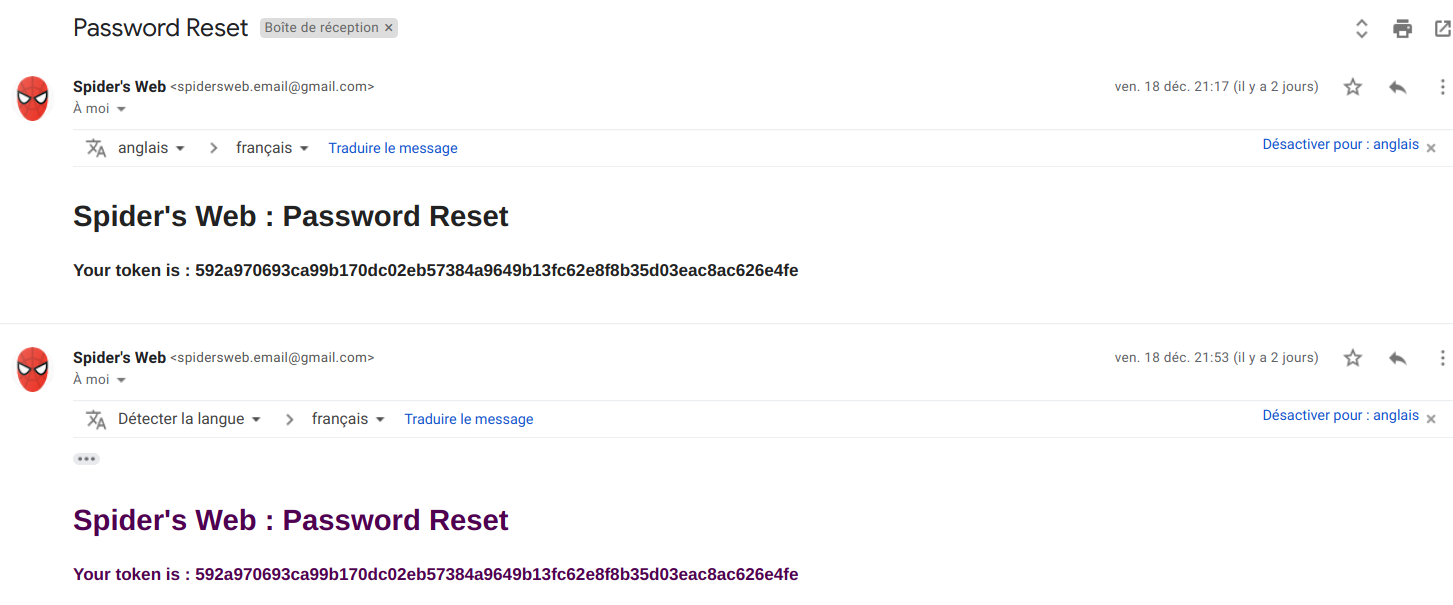 Password Reset Boîte de réception ×
Spider's Web <spidersweb.email@gmail.com> ven. 18 déc. 21:17 (il y a 2 jours)
À moi
anglais > français Traduire le message Désactiver pour : anglais ×
Spider's Web : Password Reset
Your token is : 592a970693ca99b170dc02eb57384a9649b13fc62e8f8b35d03eac8ac626e4fe
Spider's Web <spidersweb.email@gmail.com> ven. 18 déc. 21:53 (il y a 2 jours)
À moi
Détecter la langue > français Traduire le message Désactiver pour : anglais ×
•••
Spider's Web : Password Reset
Your token is : 592a970693ca99b170dc02eb57384a9649b13fc62e8f8b35d03eac8ac626e4fe